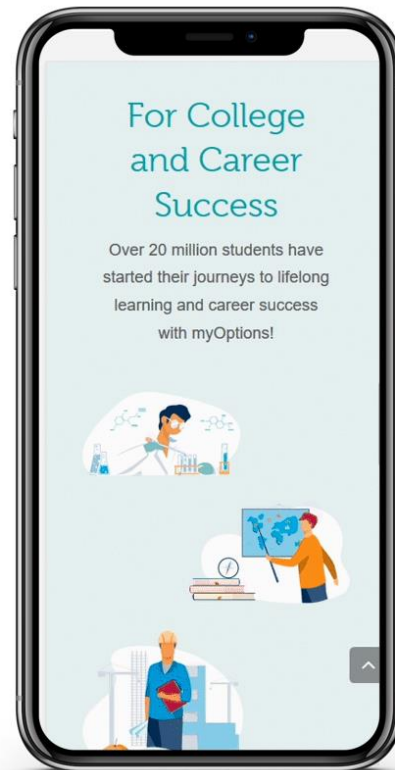 For College
and Career
Success
Over 20 million students have
started their journeys to lifelong
learning and career success
with myOptions!